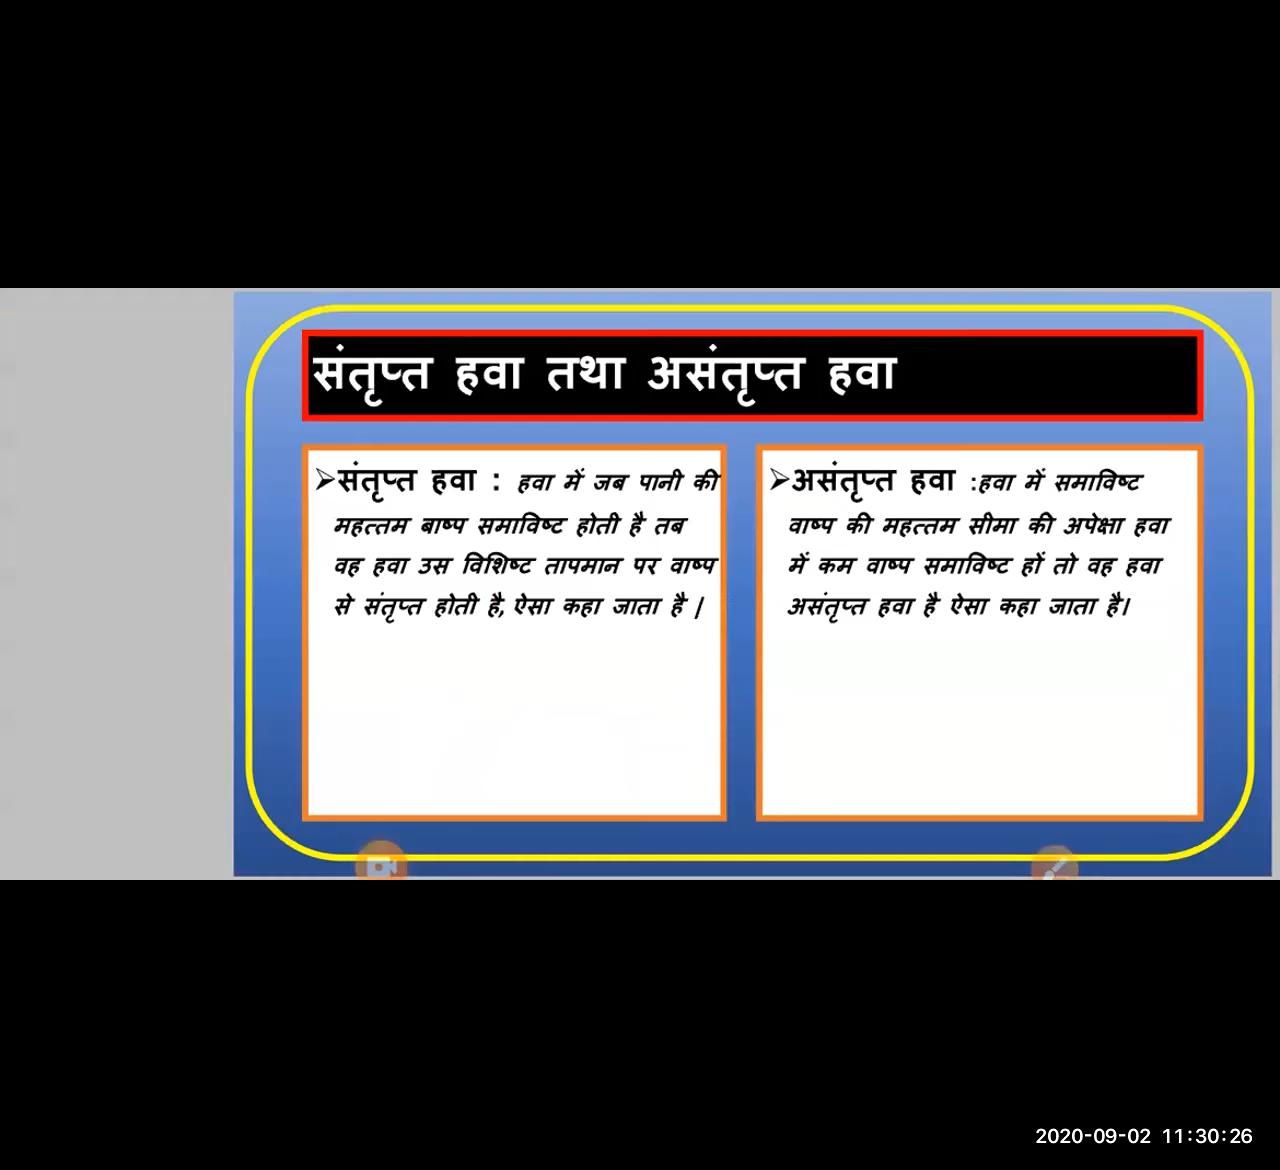 संतृप्त हवा तथा असंतृप्त हवा
➢संतृप्त हवा : हवा में जब पानी की
महत्तम बाष्प समाविष्ट होती है तब
वह हवा उस विशिष्ट तापमान पर वाष्प
से संतृप्त होती है, ऐसा कहा जाता है |
➢असंतृप्त हवा :हवा में समाविष्ट
वाष्प की महत्तम सीमा की अपेक्षा हवा
में कम वाष्प समाविष्ट हों तो वह हवा
असंतृप्त हवा है ऐसा कहा जाता है।
2020-09-02 11:30:26